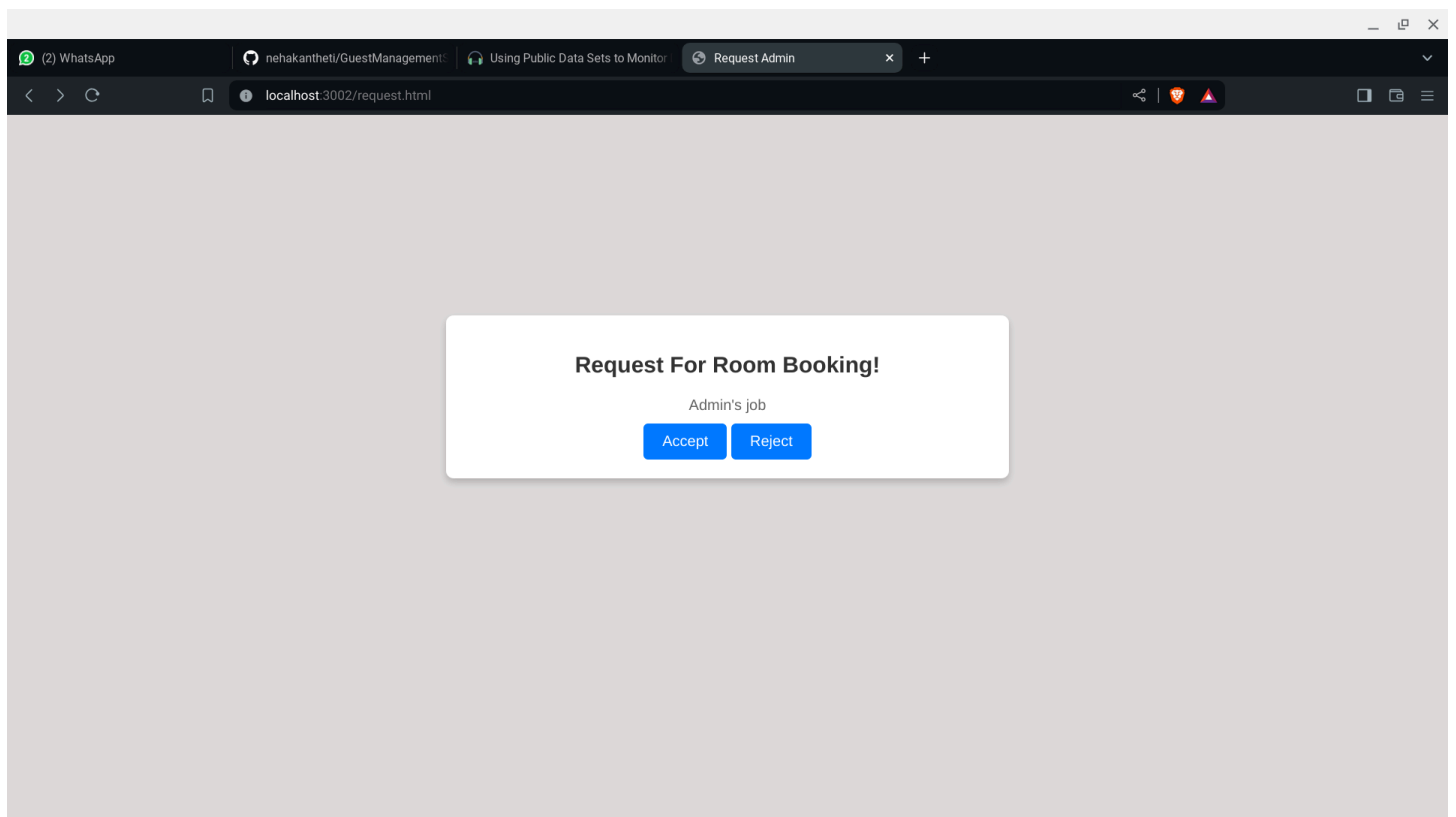 2 (2) WhatsApp
nehakantheti/GuestManagement
Using Public Data Sets to Monitor
Request Admin
localhost:3002/request.html
Request For Room Booking!
Admin's job
Accept Reject